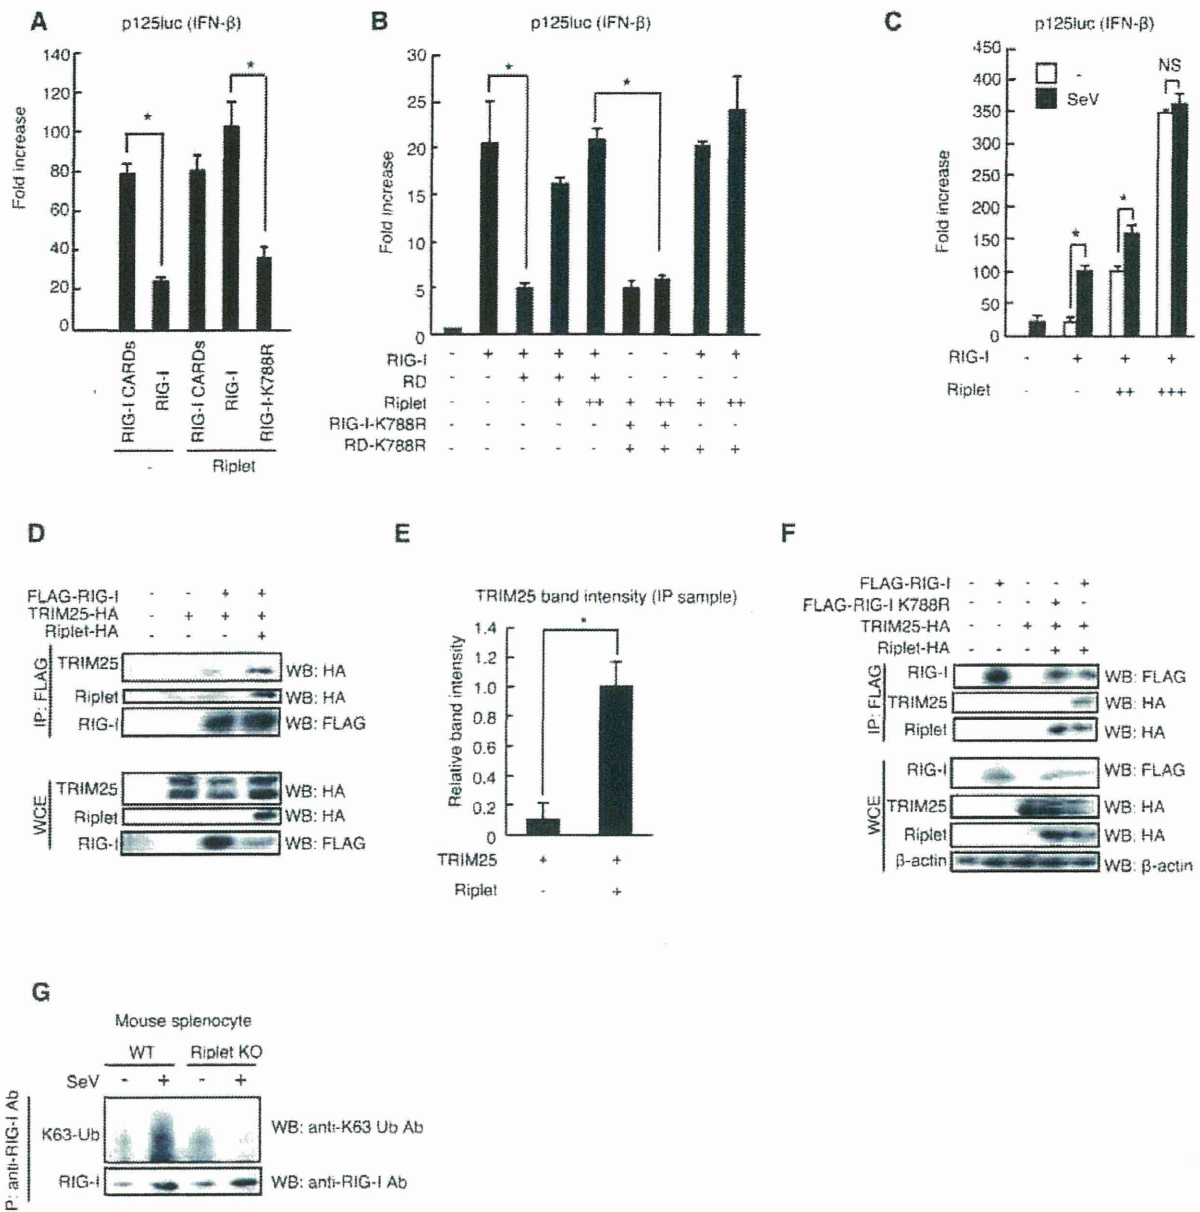 A
p125luc (IFN-β)
Fold increase
140
120
100
80
60
40
20
0
*
*
RIG-I CARDs
RIG-I
RIG-I CARDs
RIG-I
RIG-I-K788R
-
Riplet
B
p125luc (IFN-β)
Fold increase
30
25
20
15
10
5
0
*
*
RIG-I - + + + + - - + +
RD - + + + - - - -
Riplet - - - + ++ + ++ + ++
RIG-I-K788R - - - - - + + - -
RD-K788R - - - - - + + + +
C
p125luc (IFN-β)
Fold increase
450
400
350
300
250
200
150
100
50
0
-
SeV
*
*
NS
RIG-I - + + +
Riplet - - ++ +++
D
FLAG-RIG-I - - + +
TRIM25-HA - + + +
Riplet-HA - - - +
IP: FLAG
TRIM25 WB: HA
Riplet WB: HA
RIG-I WB: FLAG
WCE
TRIM25 WB: HA
Riplet WB: HA
RIG-I WB: FLAG
E
TRIM25 band intensity (IP sample)
Relative band intensity
1.4
1.2
1.0
0.8
0.6
0.4
0.2
0
*
TRIM25 + +
Riplet - +
F
FLAG-RIG-I - + - - +
FLAG-RIG-I K788R - - - + -
TRIM25-HA - - + + +
Riplet-HA - - - + +
IP: FLAG
RIG-I WB: FLAG
TRIM25 WB: HA
Riplet WB: HA
WCE
RIG-I WB: FLAG
TRIM25 WB: HA
Riplet WB: HA
β-actin WB: β-actin
G
Mouse splenocyte
WT Riplet KO
SeV - + - +
P: anti-RIG-I Ab
K63-Ub WB: anti-K63 Ub Ab
RIG-I WB: anti-RIG-I Ab